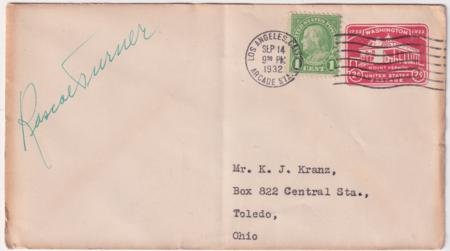 Roscoe Turner
LOS ANGELES, CALIF.
SEP 14
9 PM
1932
ARCADE STA.
1 CENT 1
1732 WASHINGTON 1932
MOUNT VERNON
2¢ UNITED STATES 2¢
POSTAGE
Mr. K. J. Kranz,
Box 822 Central Sta.,
Toledo,
Ohio